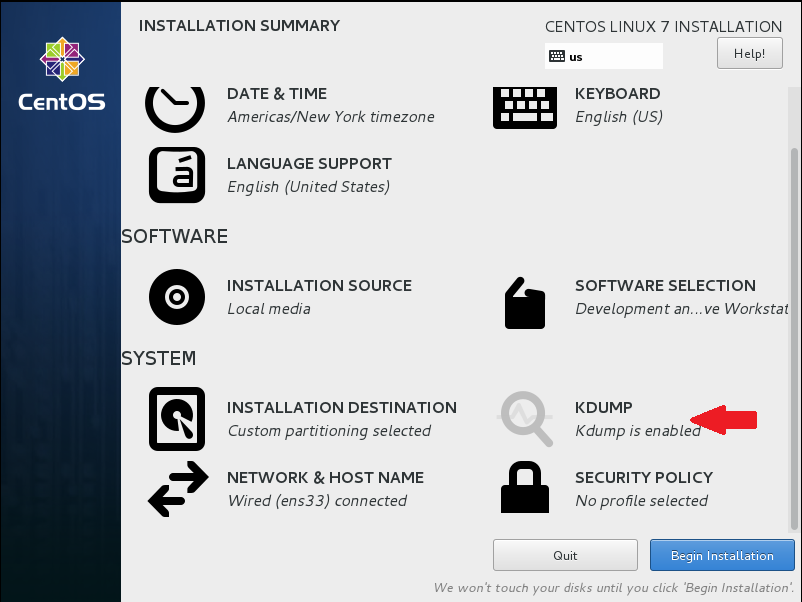 INSTALLATION SUMMARY
CENTOS LINUX 7 INSTALLATION
us
Help!
CentOS
DATE & TIME
Americas/New York timezone
KEYBOARD
English (US)
LANGUAGE SUPPORT
English (United States)
SOFTWARE
INSTALLATION SOURCE
Local media
SOFTWARE SELECTION
Development an...ve Workstat
SYSTEM
INSTALLATION DESTINATION
Custom partitioning selected
KDUMP
Kdump is enabled
NETWORK & HOST NAME
Wired (ens33) connected
SECURITY POLICY
No profile selected
Quit
Begin Installation
We won't touch your disks until you click 'Begin Installation'.